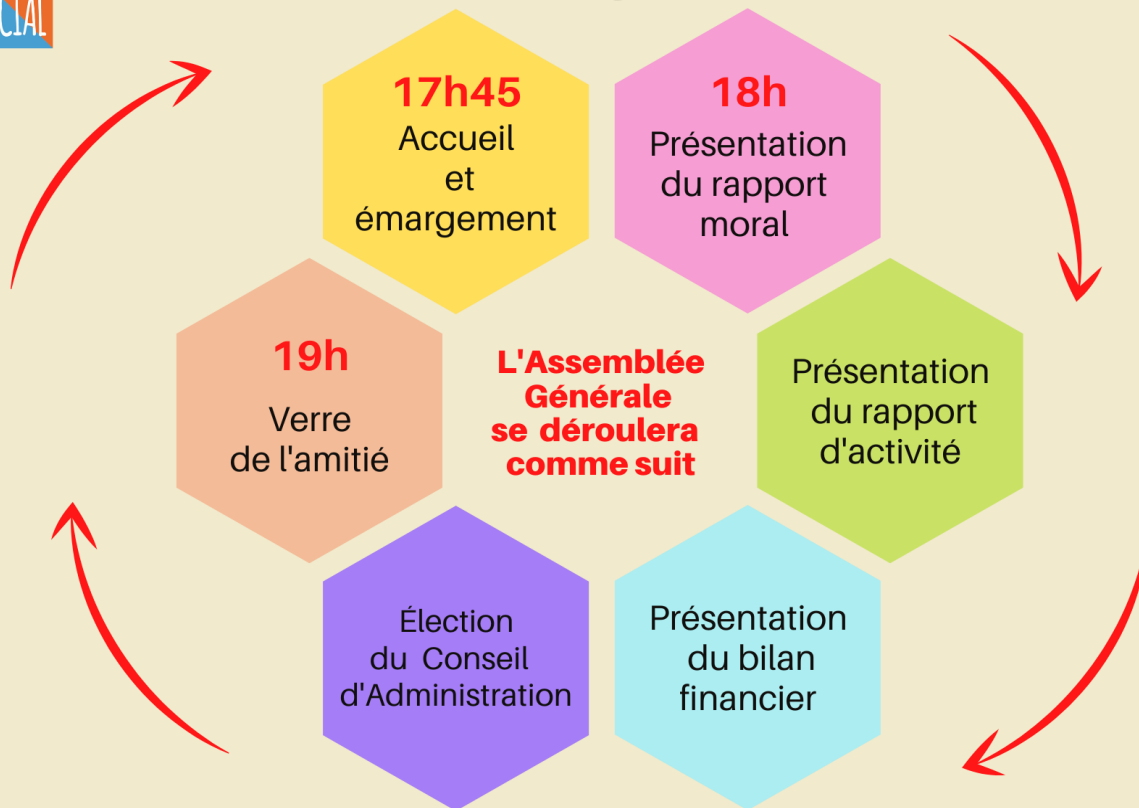 CIAL
17h45
Accueil
et
émargement
18h
Présentation
du rapport
moral
Présentation
du rapport
d'activité
Présentation
du bilan
financier
Élection
du Conseil
d'Administration
19h
Verre
de l'amitié
L'Assemblée
Générale
se déroulera
comme suit